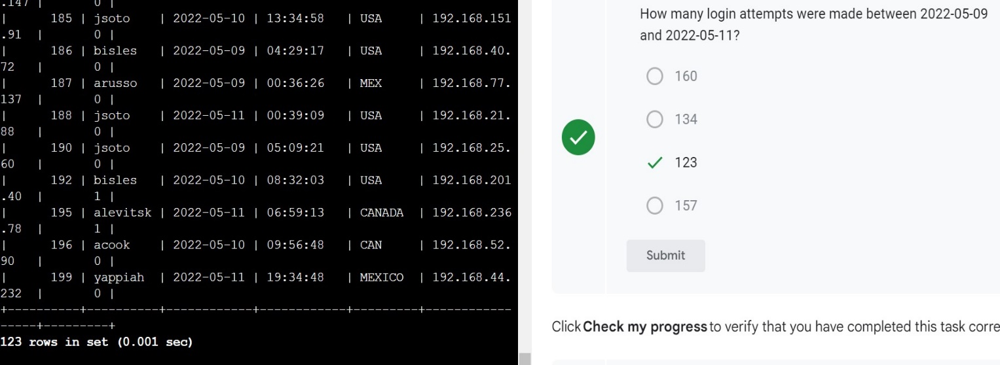 .147 | 0 |
| 185 | jsoto | 2022-05-10 | 13:34:58 | USA | 192.168.151
.91 | 0 |
| 186 | bisles | 2022-05-09 | 04:29:17 | USA | 192.168.40.
72 | 0 |
| 187 | arusso | 2022-05-09 | 00:36:26 | MEX | 192.168.77.
137 | 0 |
| 188 | jsoto | 2022-05-11 | 00:39:09 | USA | 192.168.21.
88 | 0 |
| 190 | jsoto | 2022-05-09 | 05:09:21 | USA | 192.168.25.
60 | 0 |
| 192 | bisles | 2022-05-10 | 08:32:03 | USA | 192.168.201
.40 | 1 |
| 195 | alevitsk | 2022-05-11 | 06:59:13 | CANADA | 192.168.236
.78 | 1 |
| 196 | acook | 2022-05-10 | 09:56:48 | CAN | 192.168.52.
90 | 0 |
| 199 | yappiah | 2022-05-11 | 19:34:48 | MEXICO | 192.168.44.
232 | 0 |
+----------+----------+------------+------------+---------+------------
-----+---------+
123 rows in set (0.001 sec)
How many login attempts were made between 2022-05-09
and 2022-05-11?
160
134
123
157
Submit
Click Check my progress to verify that you have completed this task corre